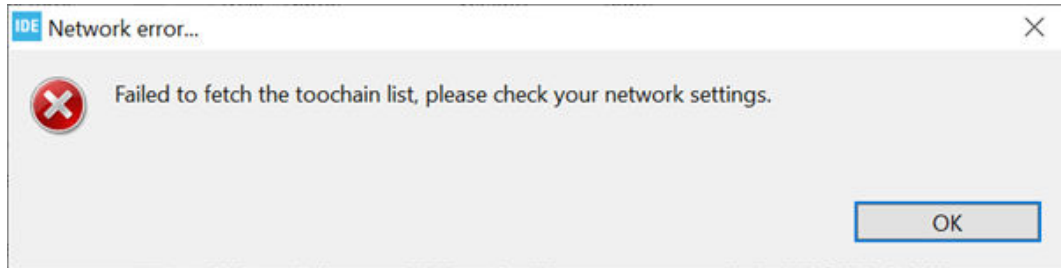 IDE Network error...
Failed to fetch the toochain list, please check your network settings.
OK